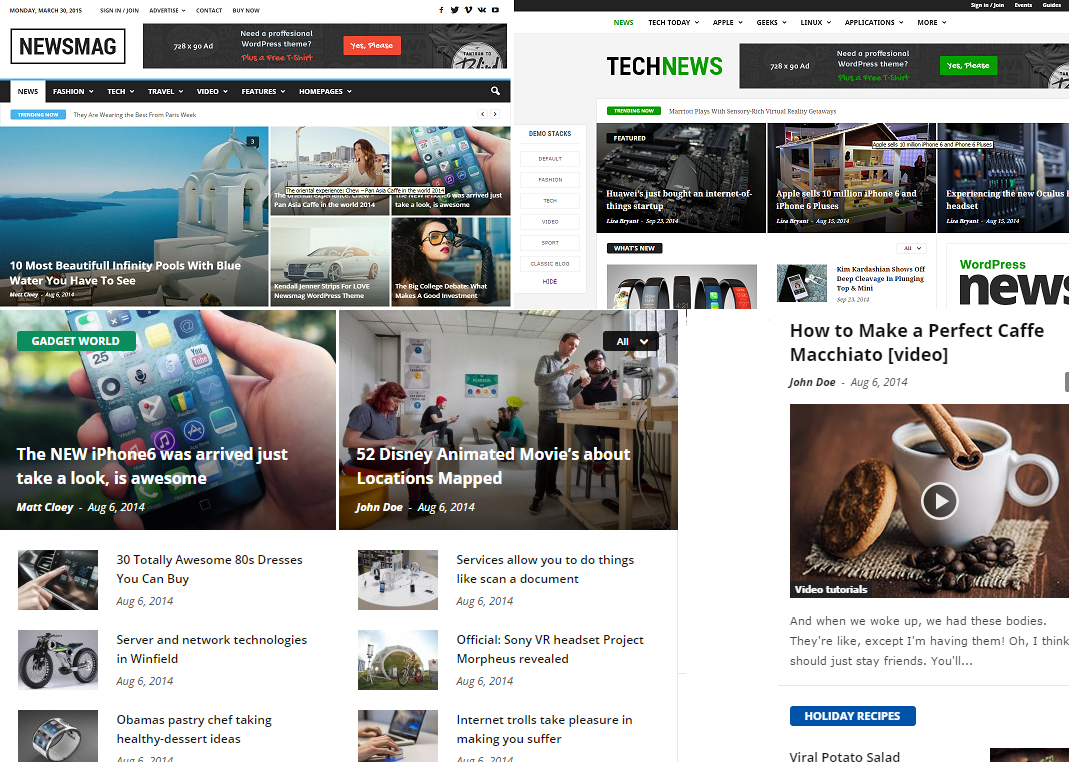 MONDAY, MARCH 30, 2015 SIGN IN / JOIN ADVERTISE CONTACT BUY NOW
NEWSMAG
728 x 90 Ad
Need a proffesional
WordPress theme?
Plus a Free T-Shirt
Yes, Please
NEWS FASHION TECH TRAVEL VIDEO FEATURES HOMEPAGES
TRENDING NOW They Are Wearing the Best From Paris Week
3
10 Most Beautifull Infinity Pools With Blue
Water You Have To See
Matt Cloey - Aug 6, 2014
The oriental experience: Chew – Pan Asia Caffe in the world 2014
The oriental experience: Chew –
Pan Asia Caffe in the world 2014
The NEW iPhone6 was arrived just
take a look, is awesome
Kendall Jenner Strips For LOVE
Newsmag WordPress Theme
The Big College Debate: What
Makes A Good Investment
Sign in / Join Events Guides
NEWS TECH TODAY APPLE GEEKS LINUX APPLICATIONS MORE
TECHNEWS
728 x 90 Ad
Need a proffesional
WordPress theme?
Plus a Free T-Shirt
Yes, Please
TRENDING NOW Marriott Plays With Sensory-Rich Virtual Reality Getaways
DEMO STACKS
DEFAULT
FASHION
TECH
VIDEO
SPORT
CLASSIC BLOG
HIDE
FEATURED
Huawei's just bought an internet-of-
things startup
Lisa Bryant - Sep 23, 2014
Apple sells 10 million iPhone 6 and iPhone 6 Pluses
Apple sells 10 million iPhone 6 and
iPhone 6 Pluses
Lisa Bryant - Aug 15, 2014
Experiencing the new Oculus
headset
Lisa Bryant - Aug 15, 2014
WHAT'S NEW
All
Kim Kardashian Shows Off
Deep Cleavage In Plunging
Top & Mini
Sep 23, 2014
WordPress
news
GADGET WORLD
All
The NEW iPhone6 was arrived just
take a look, is awesome
Matt Cloey - Aug 6, 2014
52 Disney Animated Movie's about
Locations Mapped
John Doe - Aug 6, 2014
30 Totally Awesome 80s Dresses
You Can Buy
Aug 6, 2014
Services allow you to do things
like scan a document
Aug 6, 2014
Server and network technologies
in Winfield
Aug 6, 2014
Official: Sony VR headset Project
Morpheus revealed
Aug 6, 2014
Obamas pastry chef taking
healthy-dessert ideas
Aug 6, 2014
Internet trolls take pleasure in
making you suffer
Aug 6, 2014
How to Make a Perfect Caffe
Macchiato [video]
John Doe - Aug 6, 2014
Video tutorials
And when we woke up, we had these bodies.
They're like, except I'm having them! Oh, I think
should just stay friends. You'll...
HOLIDAY RECIPES
Viral Potato Salad